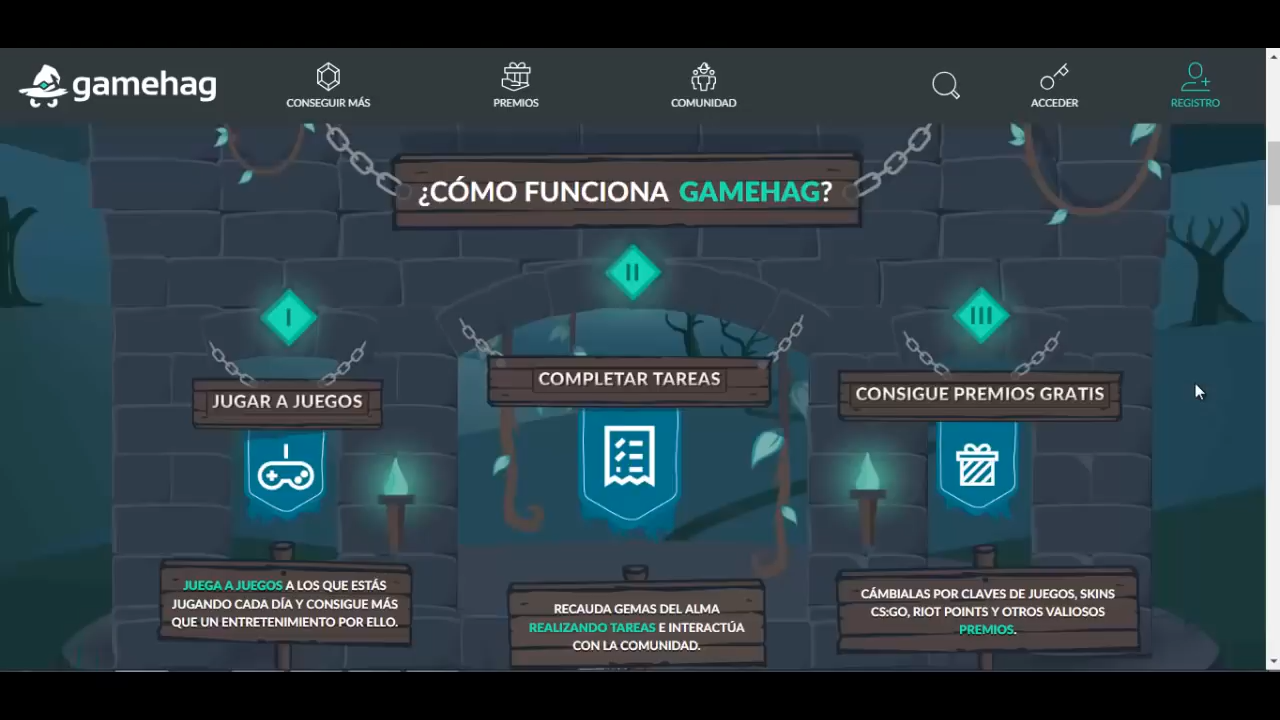 gamehag
CONSEGUIR MÁS
PREMIOS
COMUNIDAD
ACCEDER
REGISTRO
¿CÓMO FUNCIONA GAMEHAG?
I
JUGAR A JUEGOS
JUEGA A JUEGOS A LOS QUE ESTÁS
JUGANDO CADA DÍA Y CONSIGUE MÁS
QUE UN ENTRETENIMIENTO POR ELLO.
II
COMPLETAR TAREAS
RECAUDA GEMAS DEL ALMA
REALIZANDO TAREAS E INTERACTÚA
CON LA COMUNIDAD.
III
CONSIGUE PREMIOS GRATIS
CÁMBIALAS POR CLAVES DE JUEGOS, SKINS
CS:GO, RIOT POINTS Y OTROS VALIOSOS
PREMIOS.